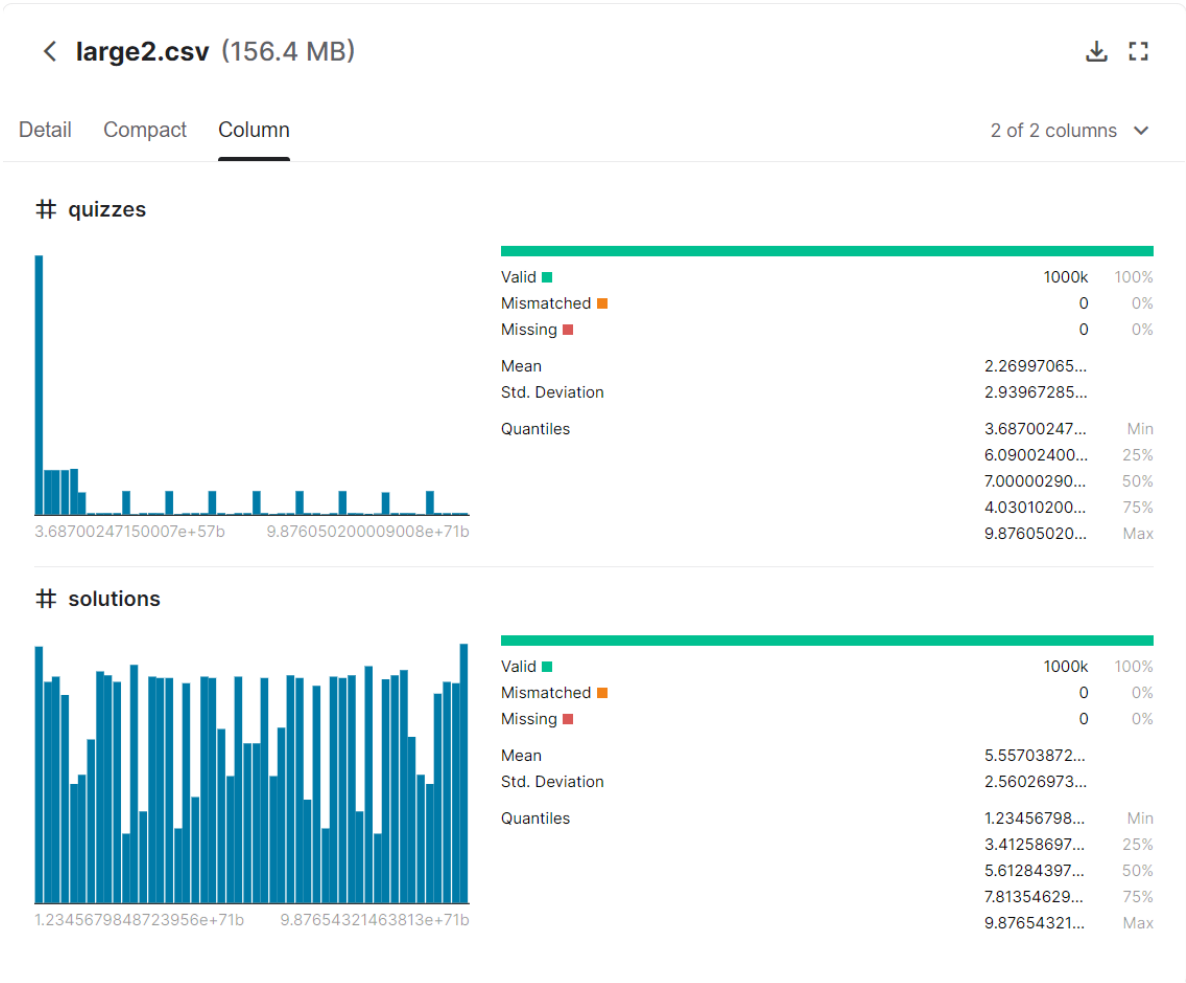 large2.csv (156.4 MB)
Detail Compact Column 2 of 2 columns
# quizzes
Valid 1000k 100%
Mismatched 0 0%
Missing 0 0%
Mean 2.26997065...
Std. Deviation 2.93967285...
Quantiles 3.68700247... Min
6.09002400... 25%
7.00000290... 50%
4.03010200... 75%
9.87605020... Max
3.68700247150007e+57b 9.876050200009008e+71b
# solutions
Valid 1000k 100%
Mismatched 0 0%
Missing 0 0%
Mean 5.55703872...
Std. Deviation 2.56026973...
Quantiles 1.23456798... Min
3.41258697... 25%
5.61284397... 50%
7.81354629... 75%
9.87654321... Max
1.2345679848723956e+71b 9.87654321463813e+71b